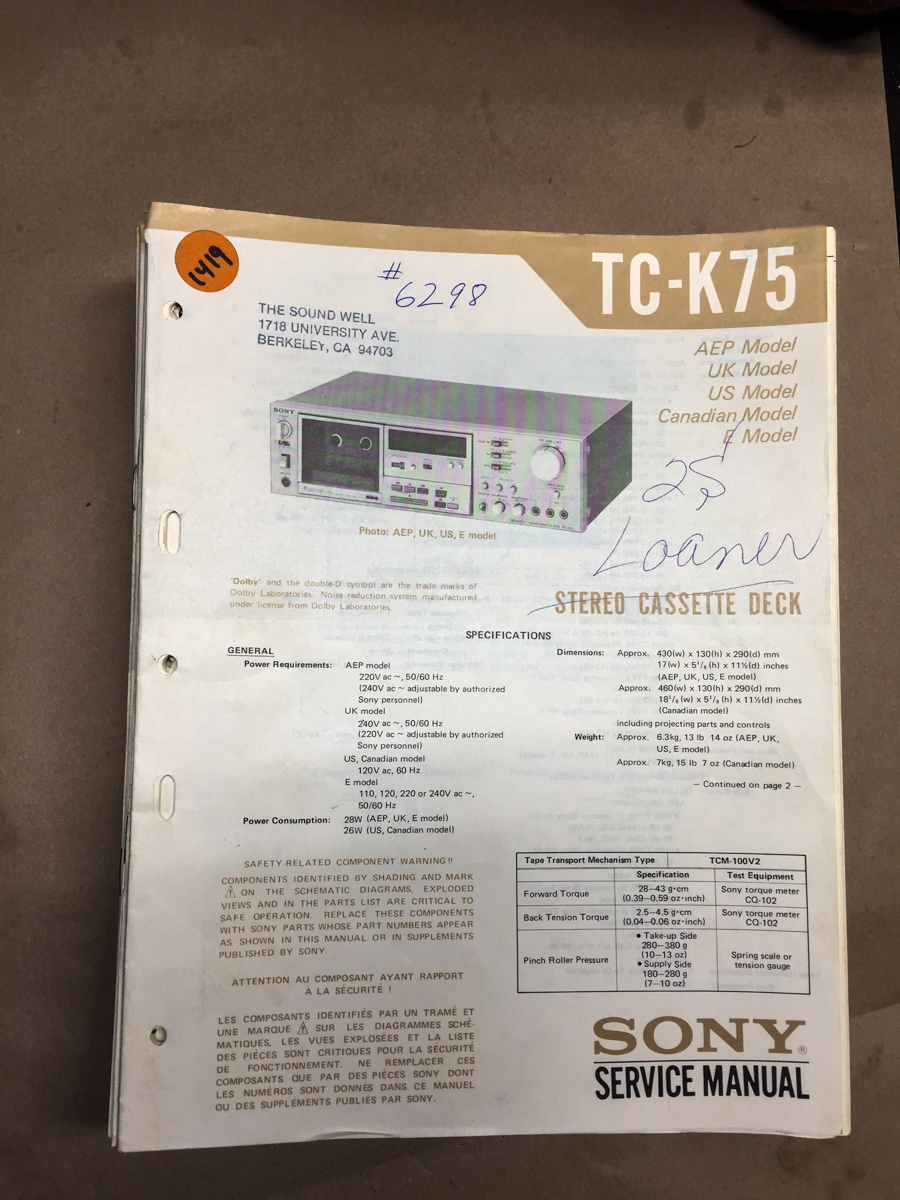 1419
# 6298
TC-K75
THE SOUND WELL
1718 UNIVERSITY AVE.
BERKELEY, CA 94703
AEP Model
UK Model
US Model
Canadian Model
E Model
SONY
Photo: AEP, UK, US, E model
Loaner
"Dolby" and the double-D symbol are the trade marks of
Dolby Laboratories. Noise reduction system manufactured
under license from Dolby Laboratories.
STEREO CASSETTE DECK
SPECIFICATIONS
GENERAL
Power Requirements: AEP model
220V ac ~, 50/60 Hz
(240V ac ~ adjustable by authorized
Sony personnel)
UK model
240V ac ~, 50/60 Hz
(220V ac ~ adjustable by authorized
Sony personnel)
US, Canadian model
120V ac, 60 Hz
E model
110, 120, 220 or 240V ac ~,
50/60 Hz
Power Consumption: 28W (AEP, UK, E model)
26W (US, Canadian model)
Dimensions: Approx. 430(w) x 130(h) x 290(d) mm
17(w) x 5¹/₈(h) x 11½(d) inches
(AEP, UK, US, E model)
Approx. 460(w) x 130(h) x 290(d) mm
18¹/₈(w) x 5¹/₈(h) x 11½(d) inches
(Canadian model)
including projecting parts and controls
Weight: Approx. 6.3kg, 13 lb 14 oz (AEP, UK,
US, E model)
Approx. 7kg, 15 lb 7 oz (Canadian model)
— Continued on page 2 —
SAFETY-RELATED COMPONENT WARNING!!
COMPONENTS IDENTIFIED BY SHADING AND MARK
⚠ ON THE SCHEMATIC DIAGRAMS, EXPLODED
VIEWS AND IN THE PARTS LIST ARE CRITICAL TO
SAFE OPERATION. REPLACE THESE COMPONENTS
WITH SONY PARTS WHOSE PART NUMBERS APPEAR
AS SHOWN IN THIS MANUAL OR IN SUPPLEMENTS
PUBLISHED BY SONY.
ATTENTION AU COMPOSANT AYANT RAPPORT
A LA SÉCURITÉ !
LES COMPOSANTS IDENTIFIÉS PAR UN TRAMÉ ET
UNE MARQUE ⚠ SUR LES DIAGRAMMES SCHÉ-
MATIQUES, LES VUES EXPLOSÉES ET LA LISTE
DES PIÈCES SONT CRITIQUES POUR LA SÉCURITÉ
DE FONCTIONNEMENT. NE REMPLACER CES
COMPOSANTS QUE PAR DES PIÈCES SONY DONT
LES NUMÉROS SONT DONNÉS DANS CE MANUEL
OU DES SUPPLÉMENTS PUBLIÉS PAR SONY.
Tape Transport Mechanism Type TCM-100V2
Specification Test Equipment
Forward Torque 28—43 g·cm (0.39—0.59 oz·inch) Sony torque meter CQ-102
Back Tension Torque 2.5—4.5 g·cm (0.04—0.06 oz·inch) Sony torque meter CQ-102
Pinch Roller Pressure • Take-up Side 280—380 g (10—13 oz) • Supply Side 180—280 g (7—10 oz) Spring scale or tension gauge
SONY®
SERVICE MANUAL